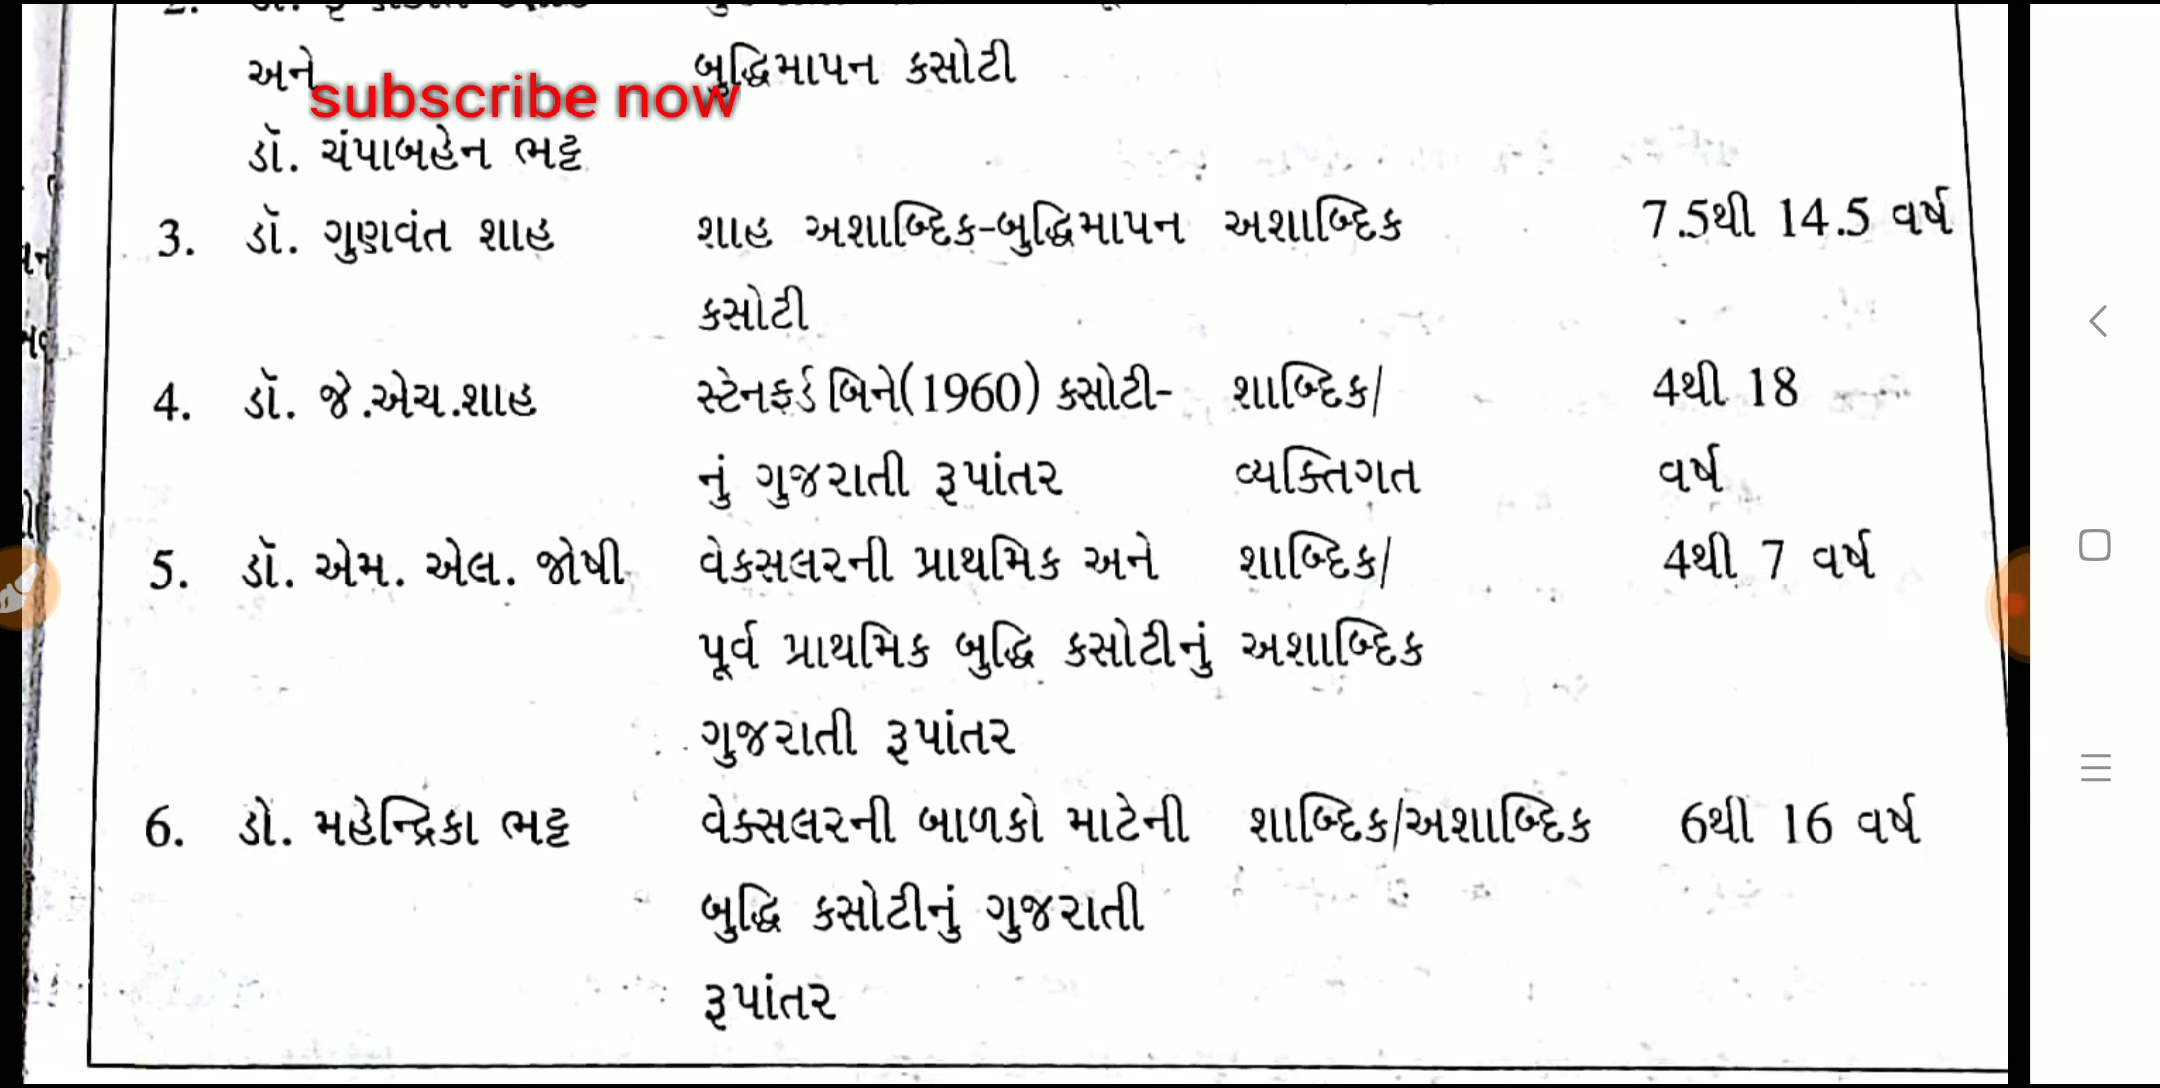 અને બુદ્ધિમાપન કસોટી
subscribe now
ડૉ. ચંપાબહેન ભટ્ટ
3. ડૉ. ગુણવંત શાહ શાહ અશાબ્દિક-બુદ્ધિમાપન અશાબ્દિક 7.5થી 14.5 વર્ષ
કસોટી
4. ડૉ. જે.એચ.શાહ સ્ટેનફર્ડ બિને(1960) કસોટી- શાબ્દિક/ 4થી 18
નું ગુજરાતી રૂપાંતર વ્યક્તિગત વર્ષ
5. ડૉ. એમ. એલ. જોષી વેકસલરની પ્રાથમિક અને શાબ્દિક/ 4થી 7 વર્ષ
પૂર્વ પ્રાથમિક બુદ્ધિ કસોટીનું અશાબ્દિક
ગુજરાતી રૂપાંતર
6. ડો. મહેન્દ્રિકા ભટ્ટ વેક્સલરની બાળકો માટેની શાબ્દિક/અશાબ્દિક 6થી 16 વર્ષ
બુદ્ધિ કસોટીનું ગુજરાતી
રૂપાંતર